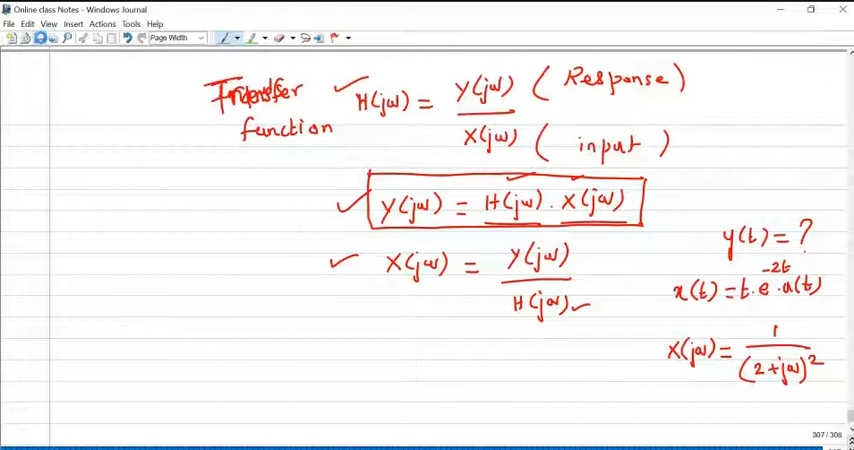 Online class Notes - Windows Journal
File Edit View Insert Actions Tools Help
Page Width
Transfer function
H(jω) = Y(jω) / X(jω)
(Response)
(input)
Y(jω) = H(jω) . X(jω)
X(jω) = Y(jω) / H(jω)
y(t) = ?
x(t) = t.e^-2t.u(t)
X(jω) = 1 / (2+jω)^2
307 / 308